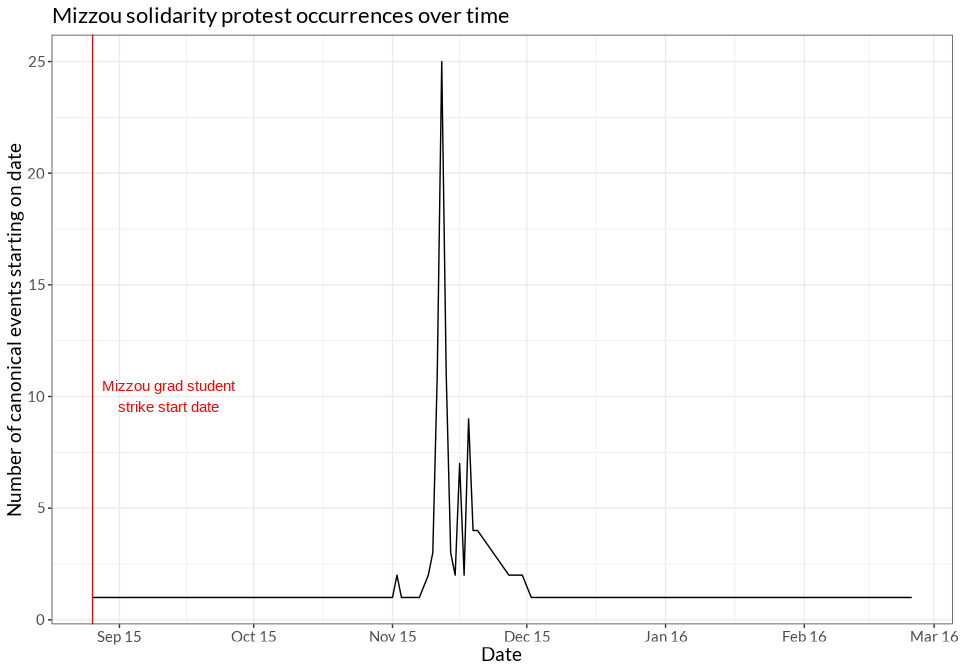 Mizzou solidarity protest occurrences over time
Number of canonical events starting on date
25
20
15
10
5
0
Mizzou grad student
strike start date
Sep 15 Oct 15 Nov 15 Dec 15 Jan 16 Feb 16 Mar 16
Date